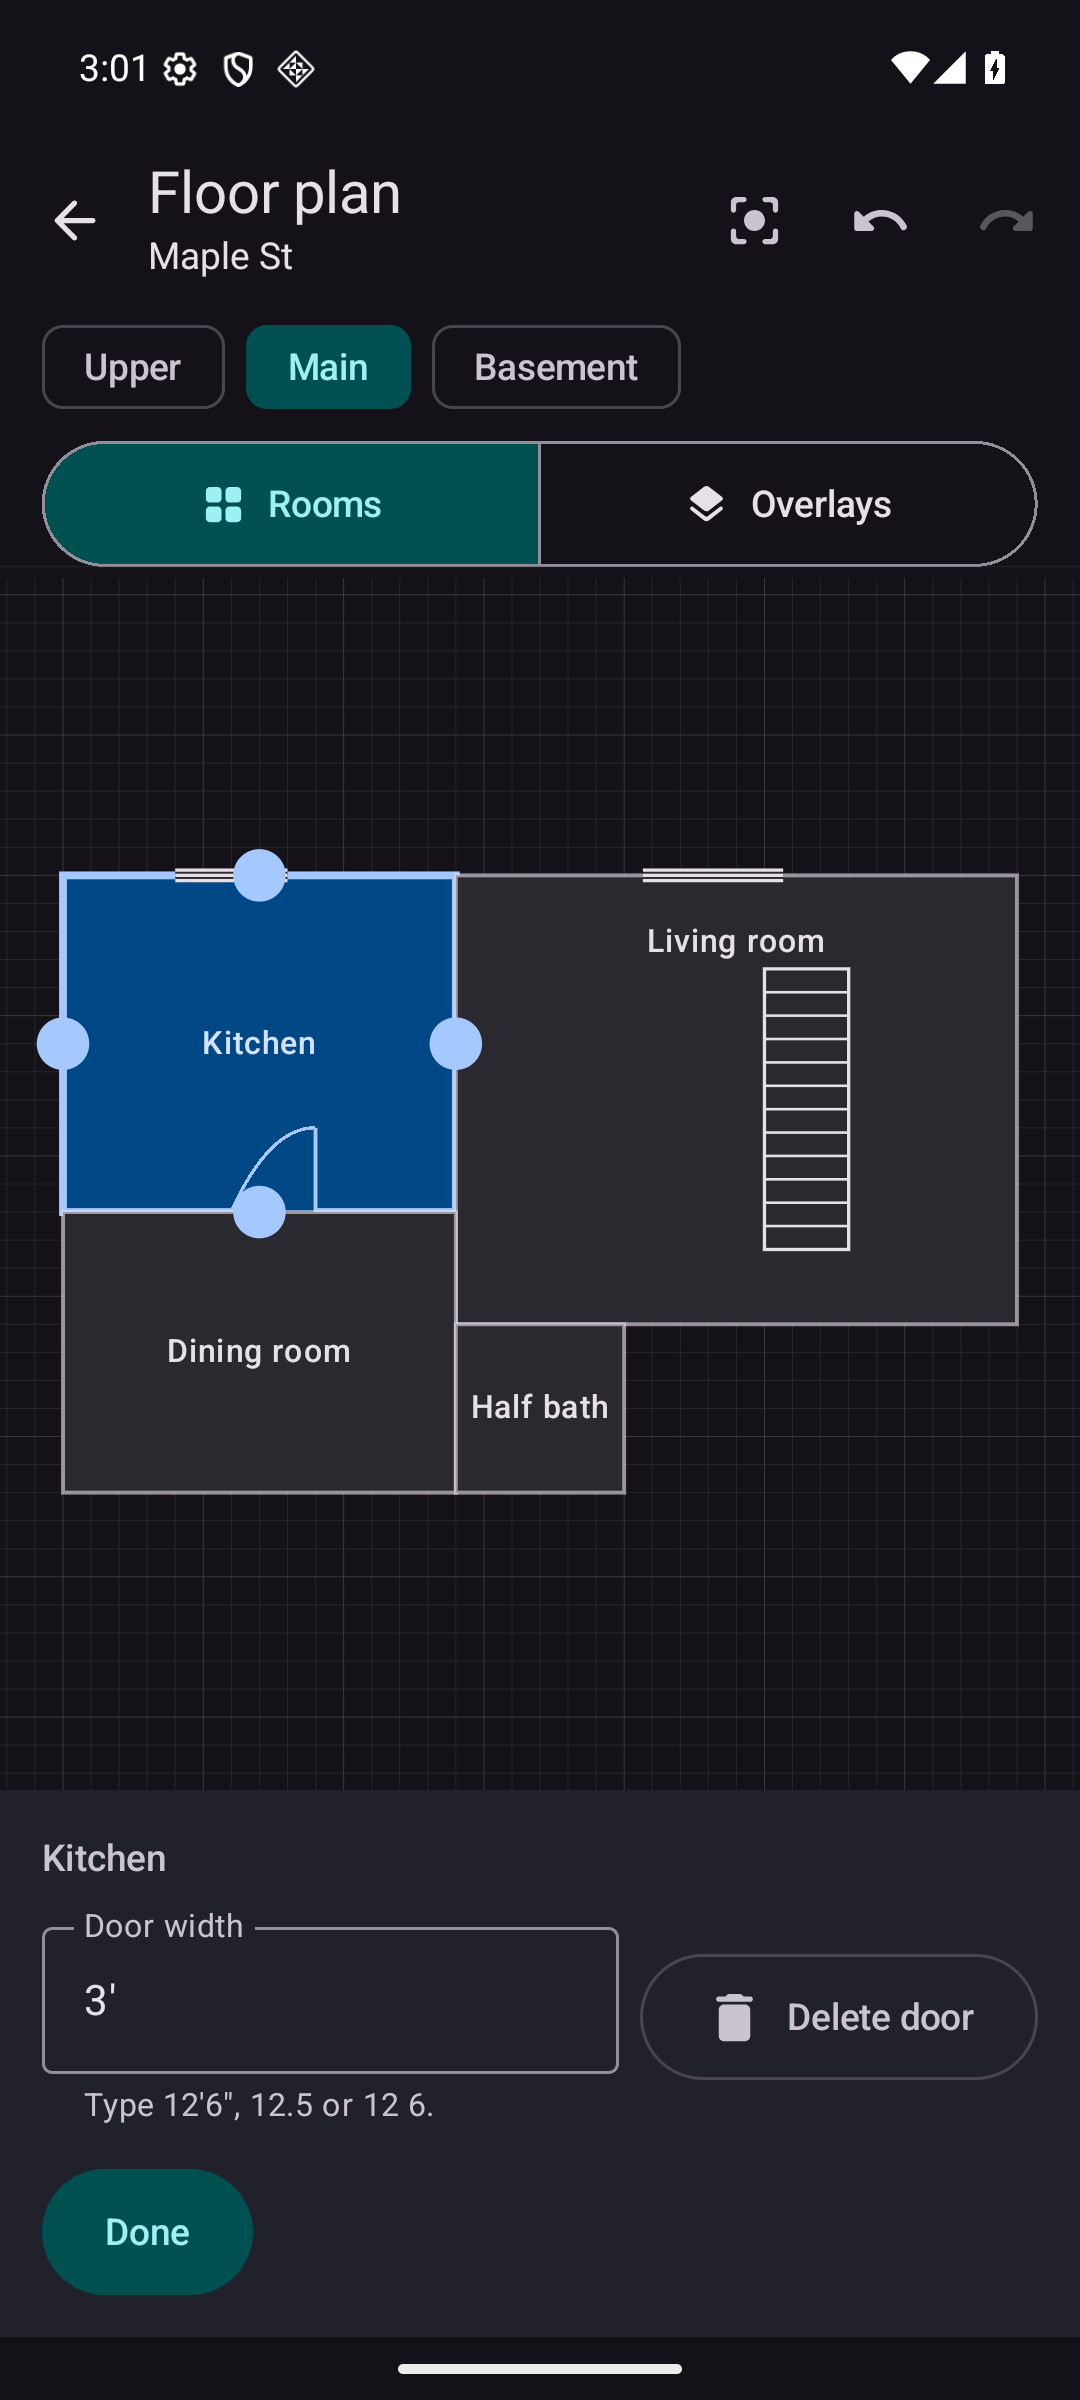 3:01
Floor plan
Maple St
Upper
Main
Basement
Rooms
Overlays
Living room
Kitchen
Dining room
Half bath
Kitchen
Door width
3'
Delete door
Type 12'6", 12.5 or 12 6.
Done